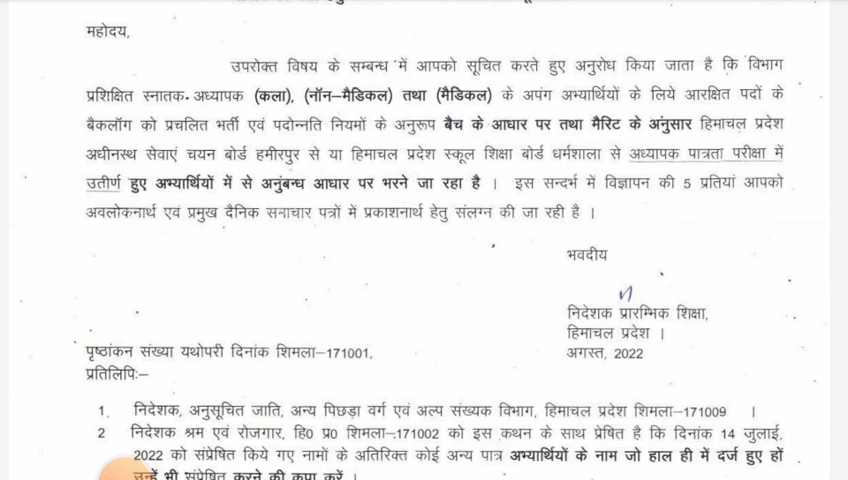 महोदय,
उपरोक्त विषय के सम्बन्ध में आपको सूचित करते हुए अनुरोध किया जाता है कि विभाग
प्रशिक्षित स्नातक अध्यापक (कला), (नॉन–मैडिकल) तथा (मैडिकल) के अपंग अभ्यार्थियों के लिये आरक्षित पदों के
बैकलॉग को प्रचलित भर्ती एवं पदोन्नति नियमों के अनुरूप बैच के आधार पर तथा मैरिट के अनुसार हिमाचल प्रदेश
अधीनस्थ सेवाएं चयन बोर्ड हमीरपुर से या हिमाचल प्रदेश स्कूल शिक्षा बोर्ड धर्मशाला से अध्यापक पात्रता परीक्षा में
उतीर्ण हुए अभ्यार्थियों में से अनुंबन्ध आधार पर भरने जा रहा है । इस सन्दर्भ में विज्ञापन की 5 प्रतियां आपको
अवलोकनार्थ एवं प्रमुख दैनिक समाचार पत्रों में प्रकाशनार्थ हेतु संलग्न की जा रही है ।
भवदीय
निदेशक प्रारम्भिक शिक्षा,
हिमाचल प्रदेश ।
अगस्त, 2022
पृष्ठांकन संख्या यथोपरी दिनांक शिमला–171001,
प्रतिलिपिः–
1. निदेशक, अनुसूचित जाति, अन्य पिछड़ा वर्ग एवं अल्प संख्यक विभाग, हिमाचल प्रदेश शिमला–171009 ।
2 निदेशक श्रम एवं रोजगार, हि0 प्र0 शिमला–171002 को इस कथन के साथ प्रेषित है कि दिनांक 14 जुलाई,
2022 को संप्रेषित किये गए नामों के अतिरिक्त कोई अन्य पात्र अभ्यार्थियों के नाम जो हाल ही में दर्ज हुए हों
उन्हें भी संप्रेषित करने की कृपा करें ।